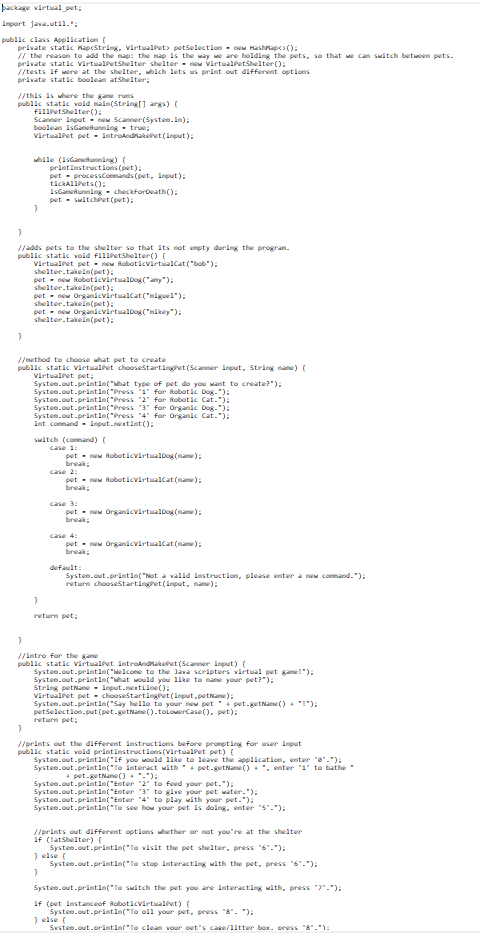 package virtual_pet;
import java.util.*;
public class Application {
private static Map<String, VirtualPet> petSelection = new HashMap<>();
// the reason to add the map: the map is the way we are holding the pets, so that we can switch between pets.
private static VirtualPetShelter shelter = new VirtualPetShelter();
//tests if were at the shelter, which lets us print out different options
private static boolean atShelter;
//this is where the game runs
public static void main(String[] args) {
fillPetShelter();
Scanner input = new Scanner(System.in);
boolean isGameRunning = true;
VirtualPet pet = introAndMakePet(input);
while (isGameRunning) {
printInstructions(pet);
pet = processCommands(pet, input);
tickAllPets();
isGameRunning = checkForDeath();
pet = switchPet(pet);
}
}
//adds pets to the shelter so that its not empty during the program.
public static void fillPetShelter() {
VirtualPet pet = new RoboticVirtualCat("bob");
shelter.takeIn(pet);
pet = new RoboticVirtualDog("amy");
shelter.takeIn(pet);
pet = new OrganicVirtualCat("miguel");
shelter.takeIn(pet);
pet = new OrganicVirtualDog("mikey");
shelter.takeIn(pet);
}
//method to choose what pet to create
public static VirtualPet chooseStartingPet(Scanner input, String name) {
VirtualPet pet;
System.out.println("What type of pet do you want to create?");
System.out.println("Press '1' for Robotic Dog.");
System.out.println("Press '2' for Robotic Cat.");
System.out.println("Press '3' for Organic Dog.");
System.out.println("Press '4' for Organic Cat.");
int command = input.nextInt();
switch (command) {
case 1:
pet = new RoboticVirtualDog(name);
break;
case 2:
pet = new RoboticVirtualCat(name);
break;
case 3:
pet = new OrganicVirtualDog(name);
break;
case 4:
pet = new OrganicVirtualCat(name);
break;
default:
System.out.println("Not a valid instruction, please enter a new command.");
return chooseStartingPet(input, name);
}
return pet;
}
//intro for the game
public static VirtualPet introAndMakePet(Scanner input) {
System.out.println("Welcome to the Java scripters virtual pet game!");
System.out.println("What would you like to name your pet?");
String petName = input.nextLine();
VirtualPet pet = chooseStartingPet(input,petName);
System.out.println("Say hello to your new pet " + pet.getName() + "!");
petSelection.put(pet.getName().toLowerCase(), pet);
return pet;
}
//prints out the different instructions before prompting for user input
public static void printInstructions(VirtualPet pet) {
System.out.println("If you would like to leave the application, enter '0'.");
System.out.println("To interact with " + pet.getName() + ", enter '1' to bathe "
+ pet.getName() + ".");
System.out.println("Enter '2' to feed your pet.");
System.out.println("Enter '3' to give your pet water.");
System.out.println("Enter '4' to play with your pet.");
System.out.println("To see how your pet is doing, enter '5'.");
//prints out different options whether or not you're at the shelter
if (!atShelter) {
System.out.println("To visit the pet shelter, press '6'.");
} else {
System.out.println("To stop interacting with the pet, press '6'.");
}
System.out.println("To switch the pet you are interacting with, press '7'.");
if (pet instanceof RoboticVirtualPet) {
System.out.println("To oil your pet, press '8'. ");
} else {
System.out.println("To clean your pet's cage/litter box, press '8'.");